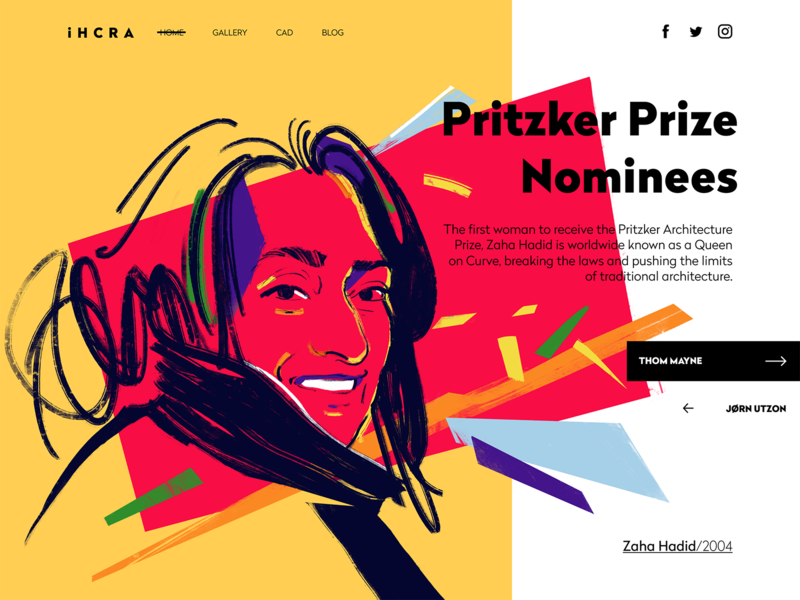 iHCRA
HOME
GALLERY
CAD
BLOG
Pritzker Prize
Nominees
The first woman to receive the Pritzker Architecture
Prize, Zaha Hadid is worldwide known as a Queen
on Curve, breaking the laws and pushing the limits
of traditional architecture.
THOM MAYNE
JØRN UTZON
Zaha Hadid/2004